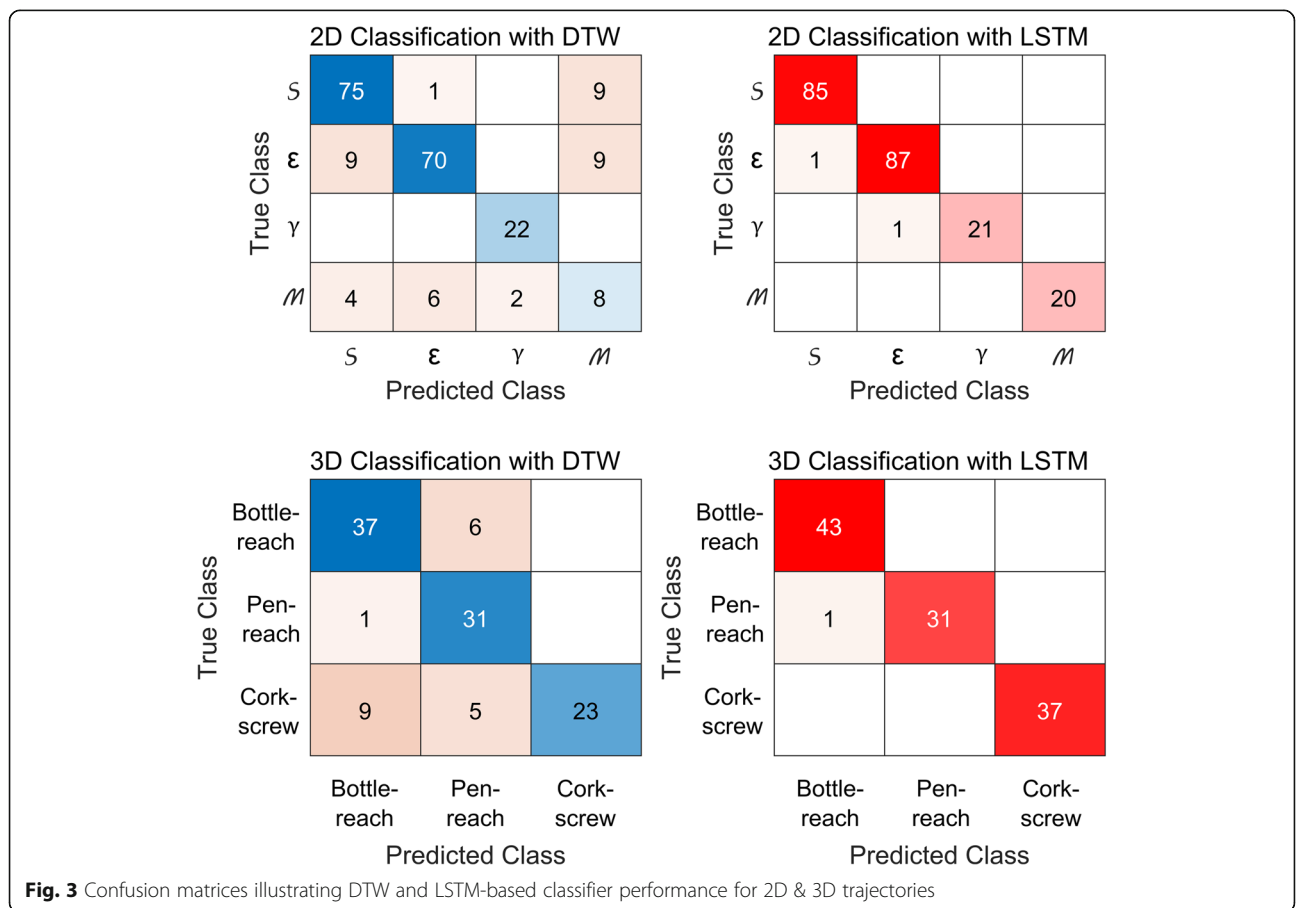 2D Classification with DTW
S 75 1 9
ε 9 70 9
γ 22
M 4 6 2 8
S ε γ M
True Class
Predicted Class
2D Classification with LSTM
S 85
ε 1 87
γ 1 21
M 20
S ε γ M
True Class
Predicted Class
3D Classification with DTW
Bottle-
reach 37 6
Pen-
reach 1 31
Cork-
screw 9 5 23
Bottle- Pen- Cork-
reach reach screw
True Class
Predicted Class
3D Classification with LSTM
Bottle-
reach 43
Pen-
reach 1 31
Cork-
screw 37
Bottle- Pen- Cork-
reach reach screw
True Class
Predicted Class
Fig. 3 Confusion matrices illustrating DTW and LSTM-based classifier performance for 2D & 3D trajectories